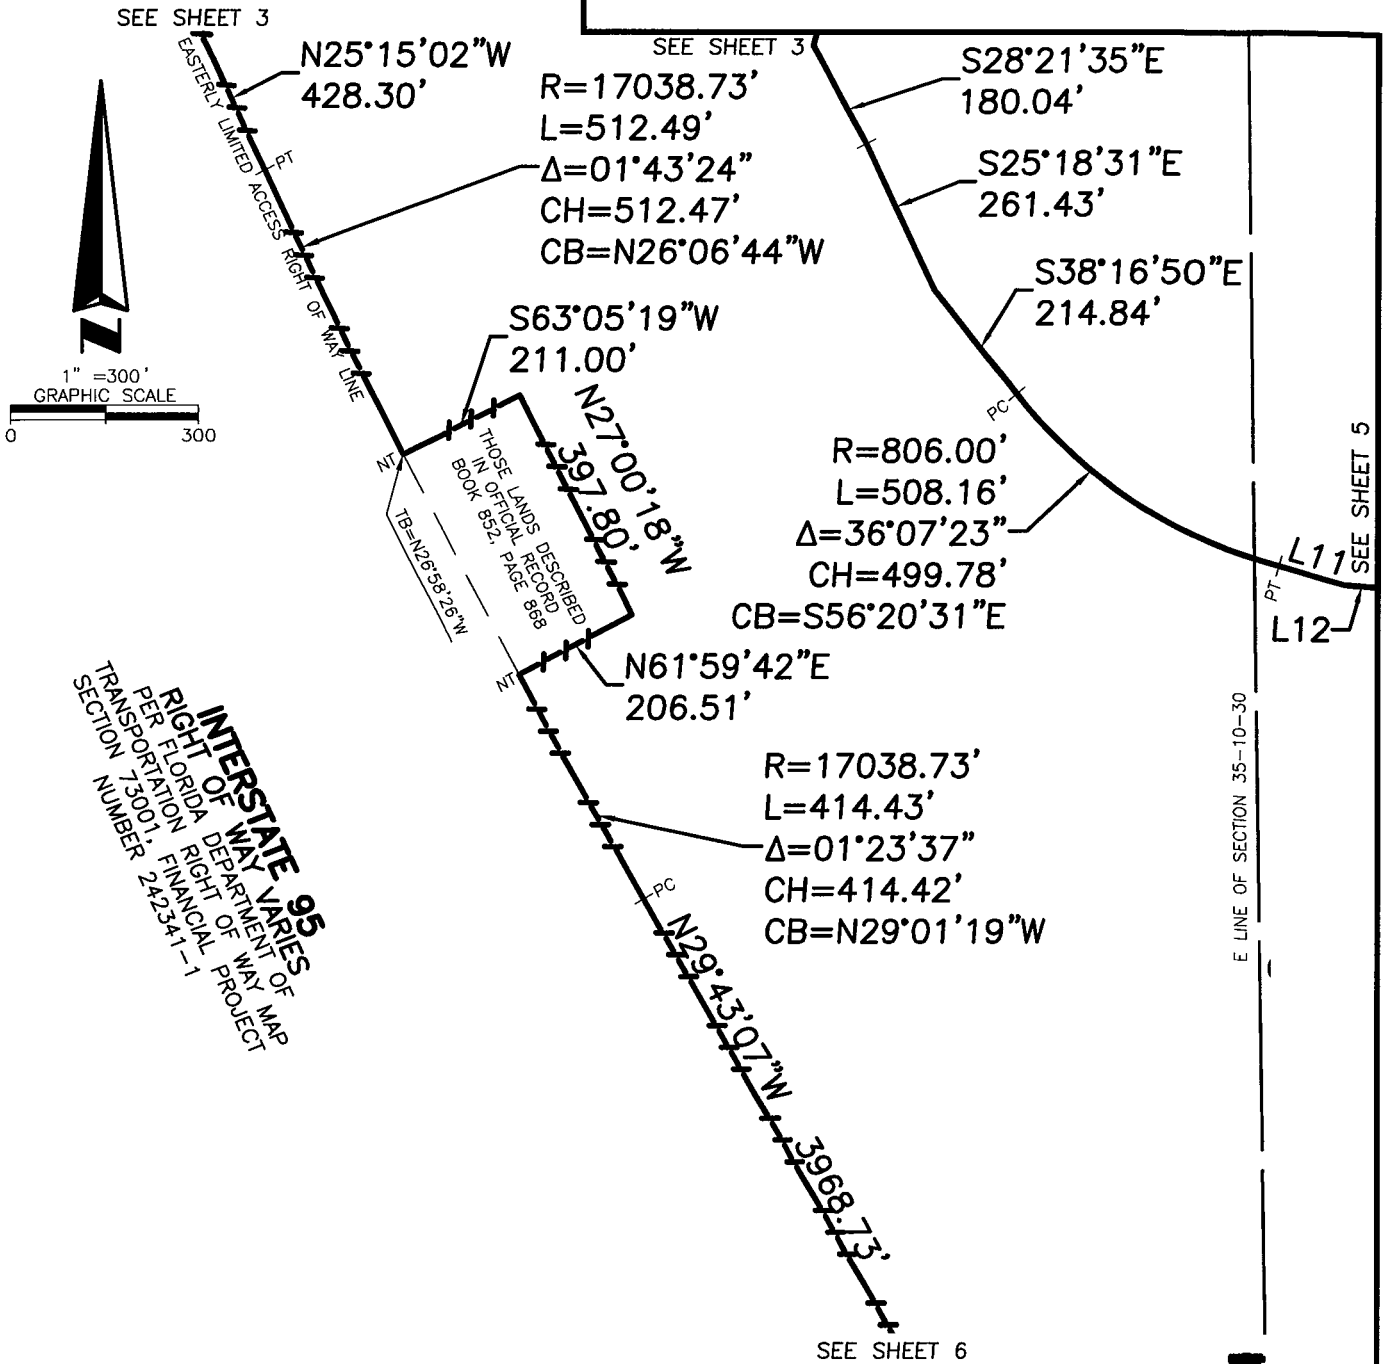 SEE SHEET 3
EASTERLY LIMITED ACCESS RIGHT OF WAY LINE
N25°15'02"W
428.30'
PT
R=17038.73'
L=512.49'
Δ=01°43'24"
CH=512.47'
CB=N26°06'44"W
N
1" =300'
GRAPHIC SCALE
0 300
S63°05'19"W
211.00'
NT
TB=N26°58'26"W
THOSE LANDS DESCRIBED
IN OFFICIAL RECORD
BOOK 852, PAGE 868
N27°00'18"W
397.80'
N61°59'42"E
206.51'
NT
R=17038.73'
L=414.43'
Δ=01°23'37"
CH=414.42'
CB=N29°01'19"W
PC
N29°43'07"W 3968.73'
SEE SHEET 6
INTERSTATE 95
RIGHT OF WAY VARIES
PER FLORIDA DEPARTMENT OF
TRANSPORTATION RIGHT OF WAY MAP
SECTION 73001, FINANCIAL PROJECT
NUMBER 242341-1
SEE SHEET 3
S28°21'35"E
180.04'
S25°18'31"E
261.43'
S38°16'50"E
214.84'
PC
R=806.00'
L=508.16'
Δ=36°07'23"
CH=499.78'
CB=S56°20'31"E
PT
L11
L12
SEE SHEET 5
E LINE OF SECTION 35-10-30